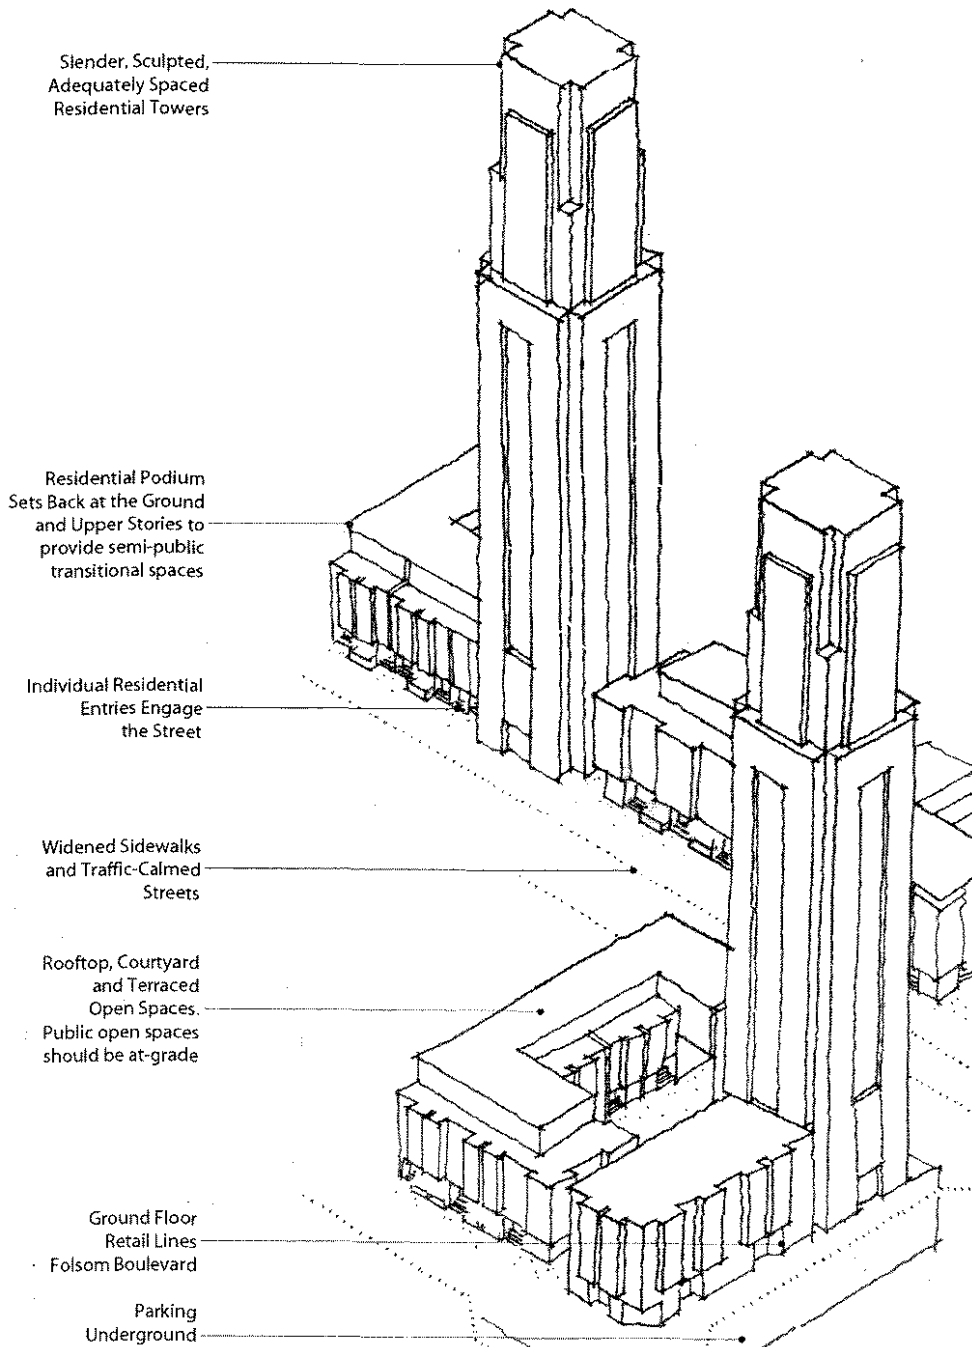 Slender, Sculpted,
Adequately Spaced
Residential Towers
Residential Podium
Sets Back at the Ground
and Upper Stories to
provide semi-public
transitional spaces
Individual Residential
Entries Engage
the Street
Widened Sidewalks
and Traffic-Calmed
Streets
Rooftop, Courtyard
and Terraced
Open Spaces.
Public open spaces
should be at-grade
Ground Floor
Retail Lines
Folsom Boulevard
Parking
Underground